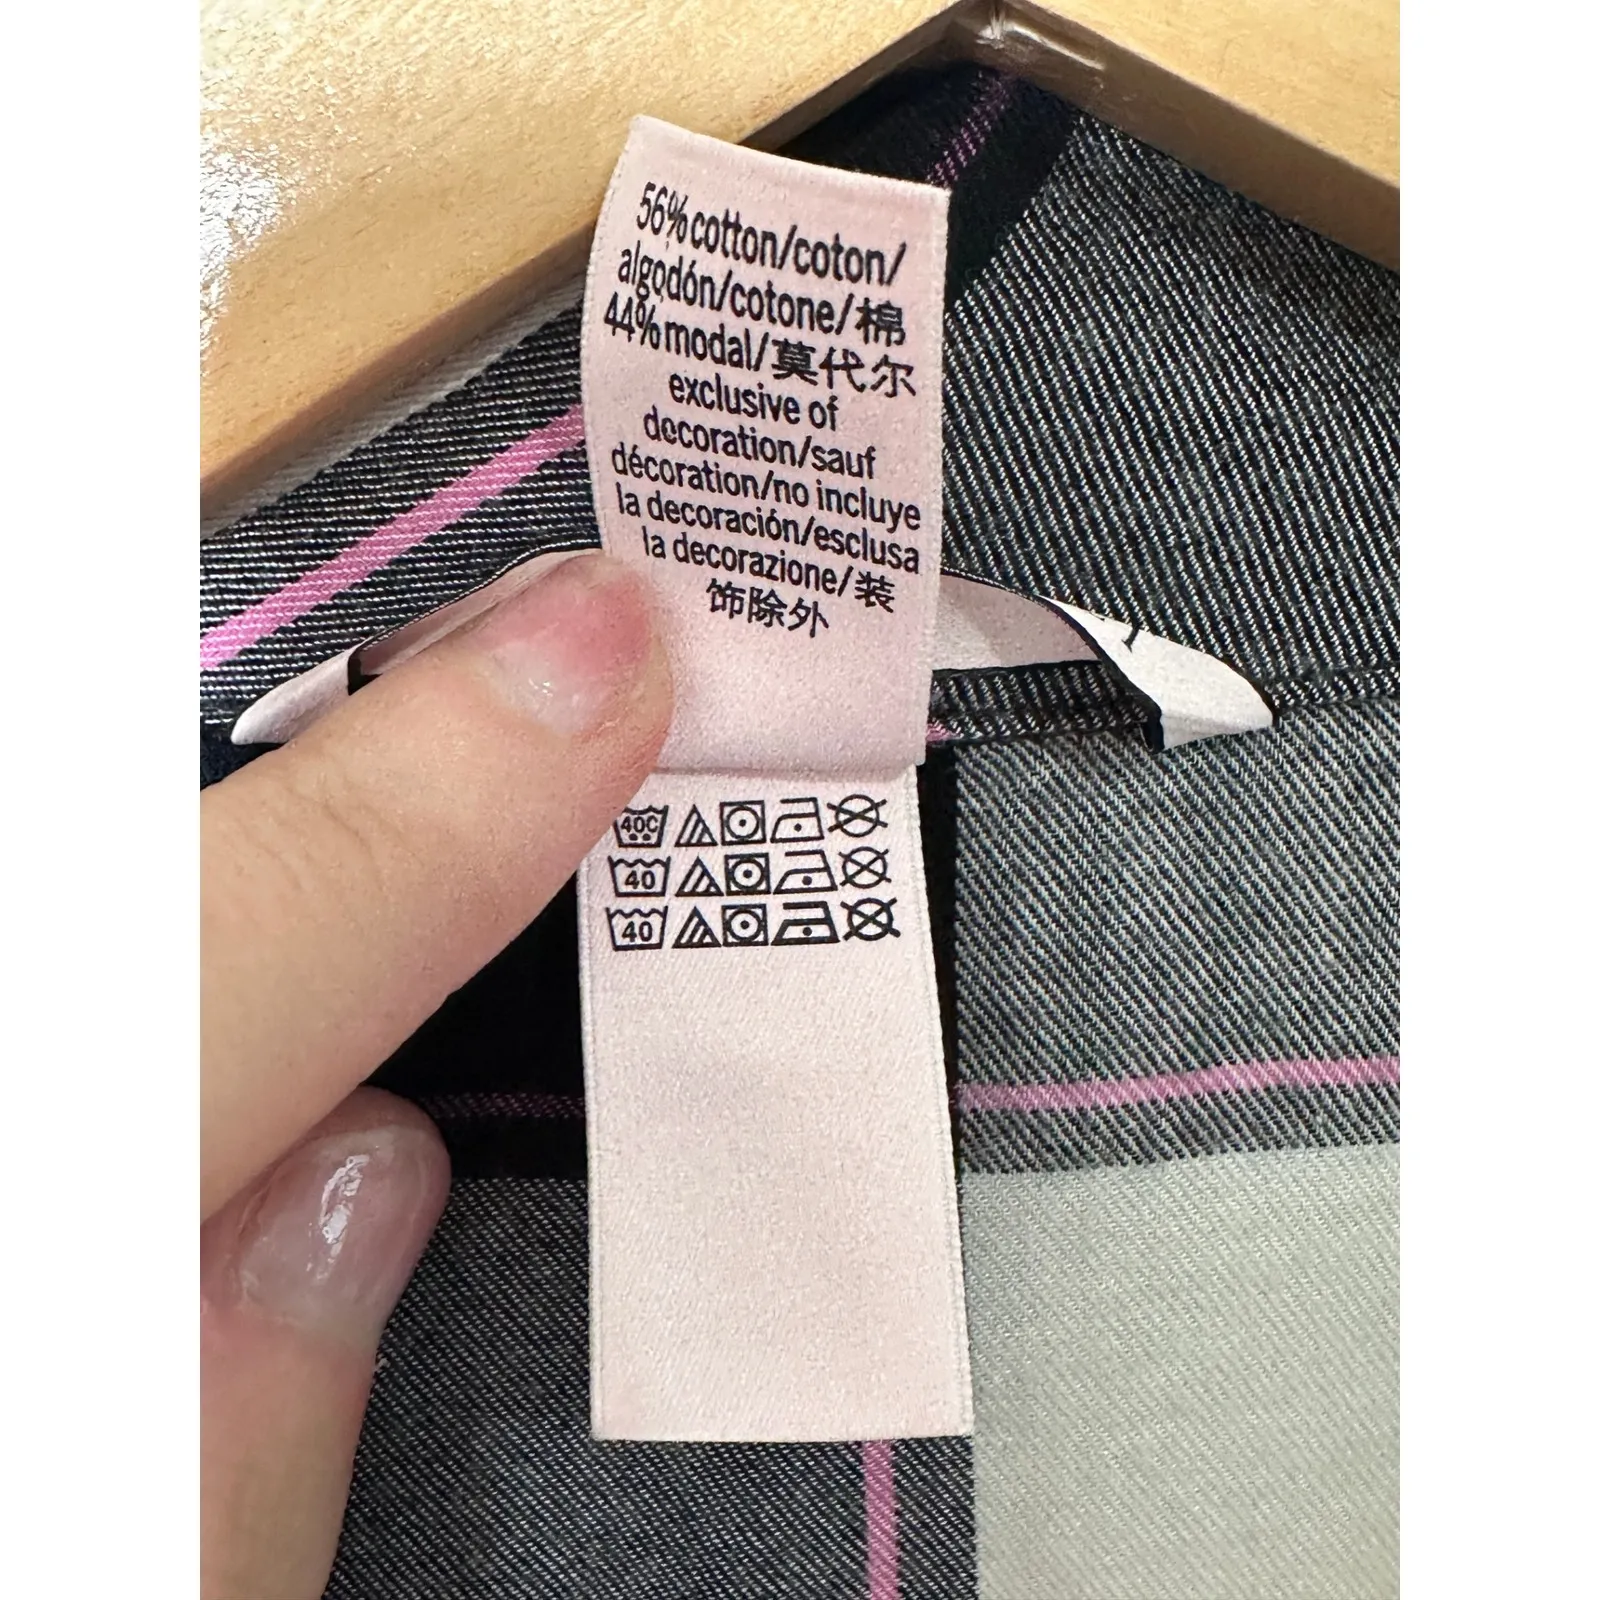 56% cotton/coton/
algodón/cotone/棉
44% modal/莫代尔
exclusive of
decoration/sauf
décoration/no incluye
la decoración/esclusa
la decorazione/装
饰除外
40C
40
40